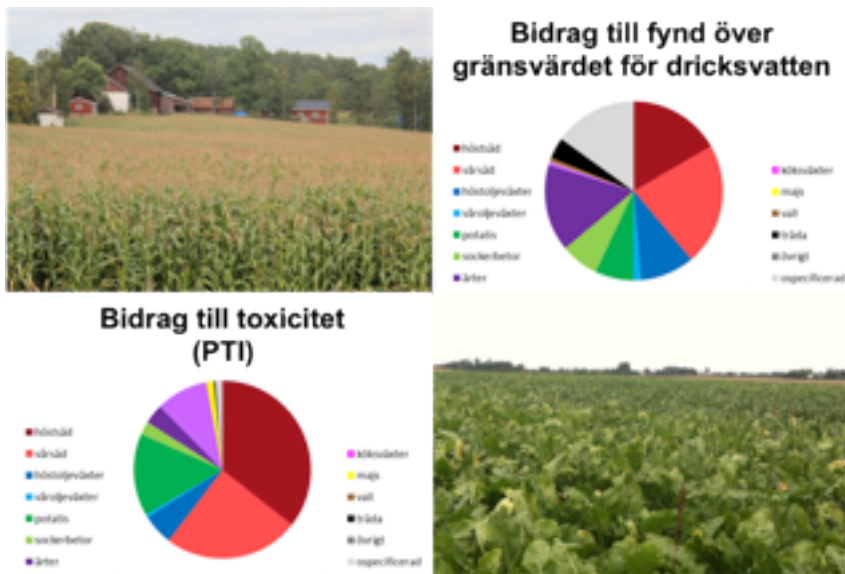 Bidrag till fynd över
gränsvärdet för dricksvatten
höstsäd
vårsäd
höstoljeväxter
våroljeväxter
potatis
sockerbetor
ärter
köksväxter
majs
vall
träda
övrigt
ospecificerad
Bidrag till toxicitet
(PTI)
höstsäd
vårsäd
höstoljeväxter
våroljeväxter
potatis
sockerbetor
ärter
köksväxter
majs
vall
träda
övrigt
ospecificerad